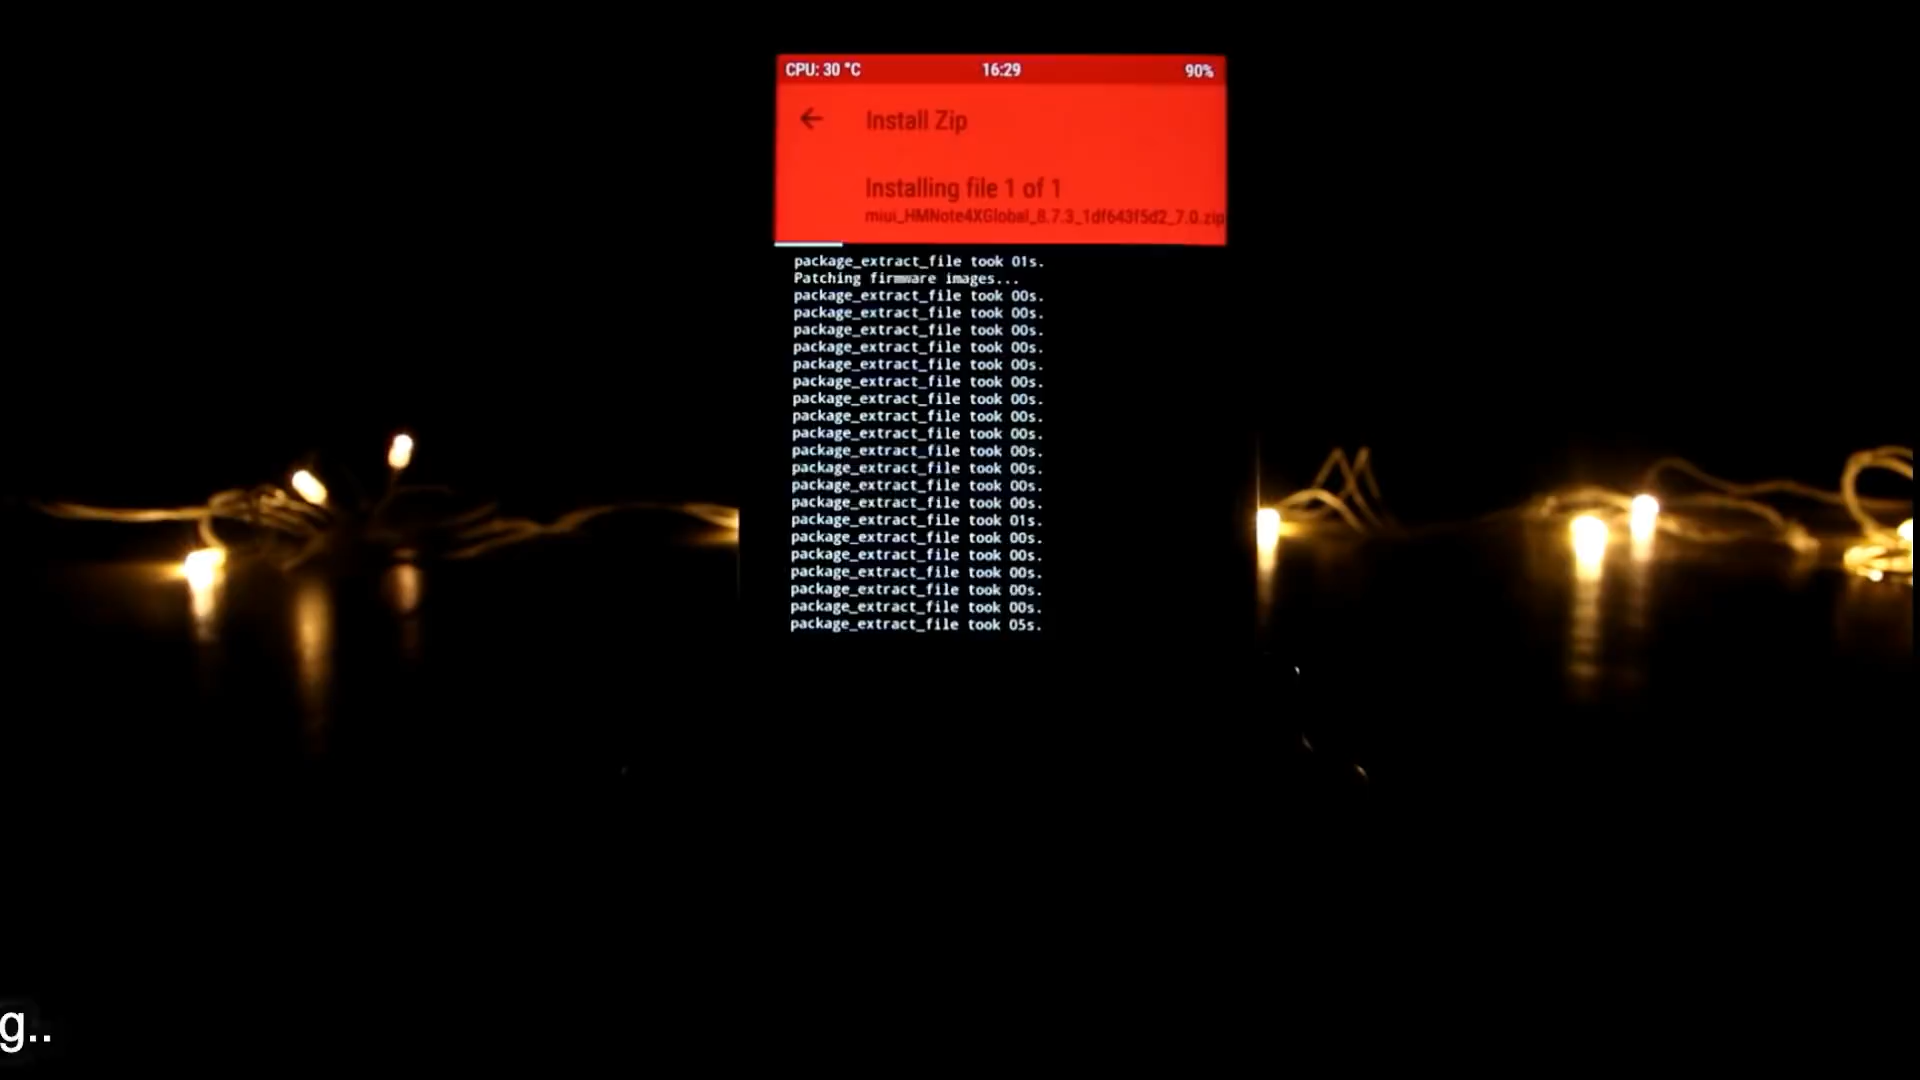 CPU: 30 °C 16:29 90%
Install Zip
Installing file 1 of 1
miui_HMNote4XGlobal_8.7.3_1df643f5d2_7.0.zip
package_extract_file took 01s.
Patching firmware images...
package_extract_file took 00s.
package_extract_file took 00s.
package_extract_file took 00s.
package_extract_file took 00s.
package_extract_file took 00s.
package_extract_file took 00s.
package_extract_file took 00s.
package_extract_file took 00s.
package_extract_file took 00s.
package_extract_file took 00s.
package_extract_file took 00s.
package_extract_file took 00s.
package_extract_file took 00s.
package_extract_file took 01s.
package_extract_file took 00s.
package_extract_file took 00s.
package_extract_file took 00s.
package_extract_file took 00s.
package_extract_file took 00s.
package_extract_file took 05s.
g..